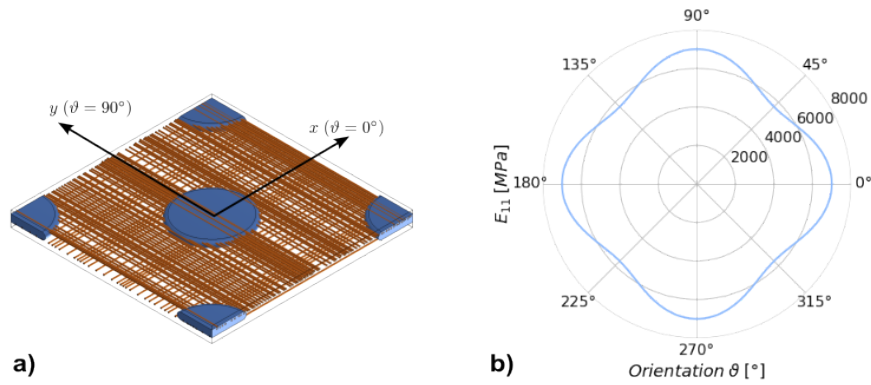 y (ϑ = 90°)
x (ϑ = 0°)
a)
90°
135°
45°
8000
6000
4000
2000
180°
0°
E₁₁ [MPa]
225°
315°
270°
b)
Orientation ϑ [°]